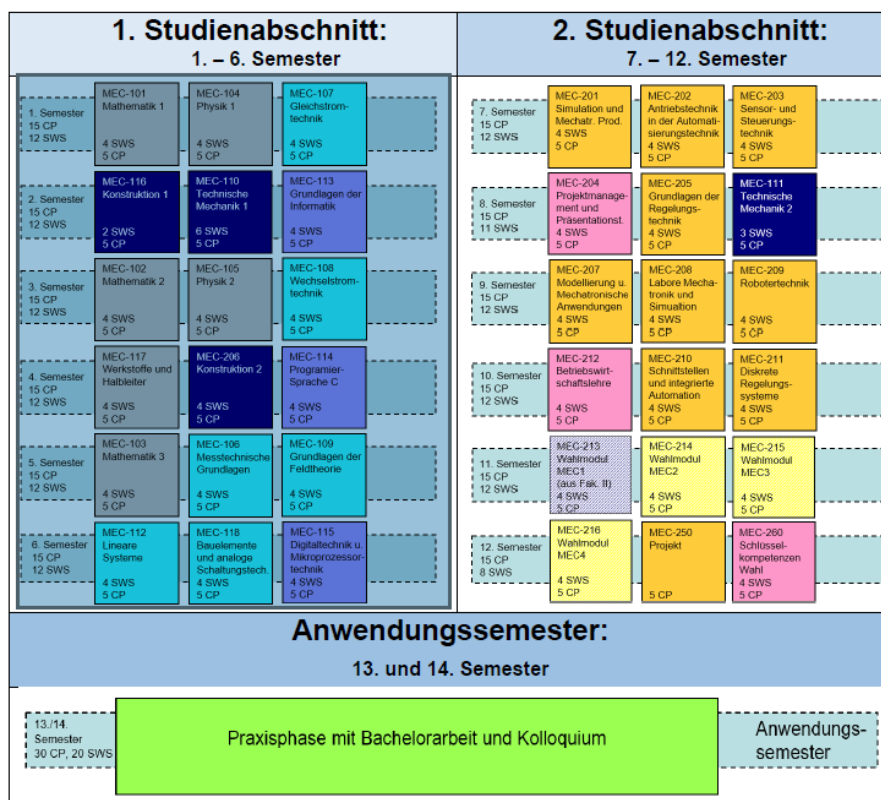 1. Studienabschnitt:
1. – 6. Semester
2. Studienabschnitt:
7. – 12. Semester
1. Semester
15 CP
12 SWS
MEC-101
Mathematik 1
4 SWS
5 CP
MEC-104
Physik 1
4 SWS
5 CP
MEC-107
Gleichstrom-
technik
4 SWS
5 CP
2. Semester
15 CP
12 SWS
MEC-116
Konstruktion 1
2 SWS
5 CP
MEC-110
Technische
Mechanik 1
6 SWS
5 CP
MEC-113
Grundlagen der
Informatik
4 SWS
5 CP
3. Semester
15 CP
12 SWS
MEC-102
Mathematik 2
4 SWS
5 CP
MEC-105
Physik 2
4 SWS
5 CP
MEC-108
Wechselstrom-
technik
4 SWS
5 CP
4. Semester
15 CP
12 SWS
MEC-117
Werkstoffe und
Halbleiter
4 SWS
5 CP
MEC-206
Konstruktion 2
4 SWS
5 CP
MEC-114
Programier-
Sprache C
4 SWS
5 CP
5. Semester
15 CP
12 SWS
MEC-103
Mathematik 3
4 SWS
5 CP
MEC-106
Messtechnische
Grundlagen
4 SWS
5 CP
MEC-109
Grundlagen der
Feldtheorie
4 SWS
5 CP
6. Semester
15 CP
12 SWS
MEC-112
Lineare
Systeme
4 SWS
5 CP
MEC-118
Bauelemente
und analoge
Schaltungstech.
4 SWS
5 CP
MEC-115
Digitaltechnik u.
Mikroprozessor-
technik
4 SWS
5 CP
7. Semester
15 CP
12 SWS
MEC-201
Simulation und
Mechatr. Prod.
4 SWS
5 CP
MEC-202
Antriebstechnik
in der Automati-
sierungstechnik
4 SWS
5 CP
MEC-203
Sensor- und
Steuerungs-
technik
4 SWS
5 CP
8. Semester
15 CP
11 SWS
MEC-204
Projektmanage-
ment und
Präsentationst.
4 SWS
5 CP
MEC-205
Grundlagen der
Regelungs-
technik
4 SWS
5 CP
MEC-111
Technische
Mechanik 2
3 SWS
5 CP
9. Semester
15 CP
12 SWS
MEC-207
Modellierung u.
Mechatronische
Anwendungen
4 SWS
5 CP
MEC-208
Labore Mecha-
tronik und
Simuation
4 SWS
5 CP
MEC-209
Robotertechnik
4 SWS
5 CP
10. Semester
15 CP
12 SWS
MEC-212
Betriebswirt-
schaftslehre
4 SWS
5 CP
MEC-210
Schnittstellen
und integrierte
Automation
4 SWS
5 CP
MEC-211
Diskrete
Regelungs-
systeme
4 SWS
5 CP
11. Semester
15 CP
12 SWS
MEC-213
Wahlmodul
MEC1
(aus Fak. II)
4 SWS
5 CP
MEC-214
Wahlmodul
MEC2
4 SWS
5 CP
MEC-215
Wahlmodul
MEC3
4 SWS
5 CP
12. Semester
15 CP
8 SWS
MEC-216
Wahlmodul
MEC4
4 SWS
5 CP
MEC-250
Projekt
5 CP
MEC-260
Schlüssel-
kompetenzen
Wahl
4 SWS
5 CP
Anwendungssemester:
13. und 14. Semester
13./14.
Semester
30 CP, 20 SWS
Praxisphase mit Bachelorarbeit und Kolloquium
Anwendungs-
semester